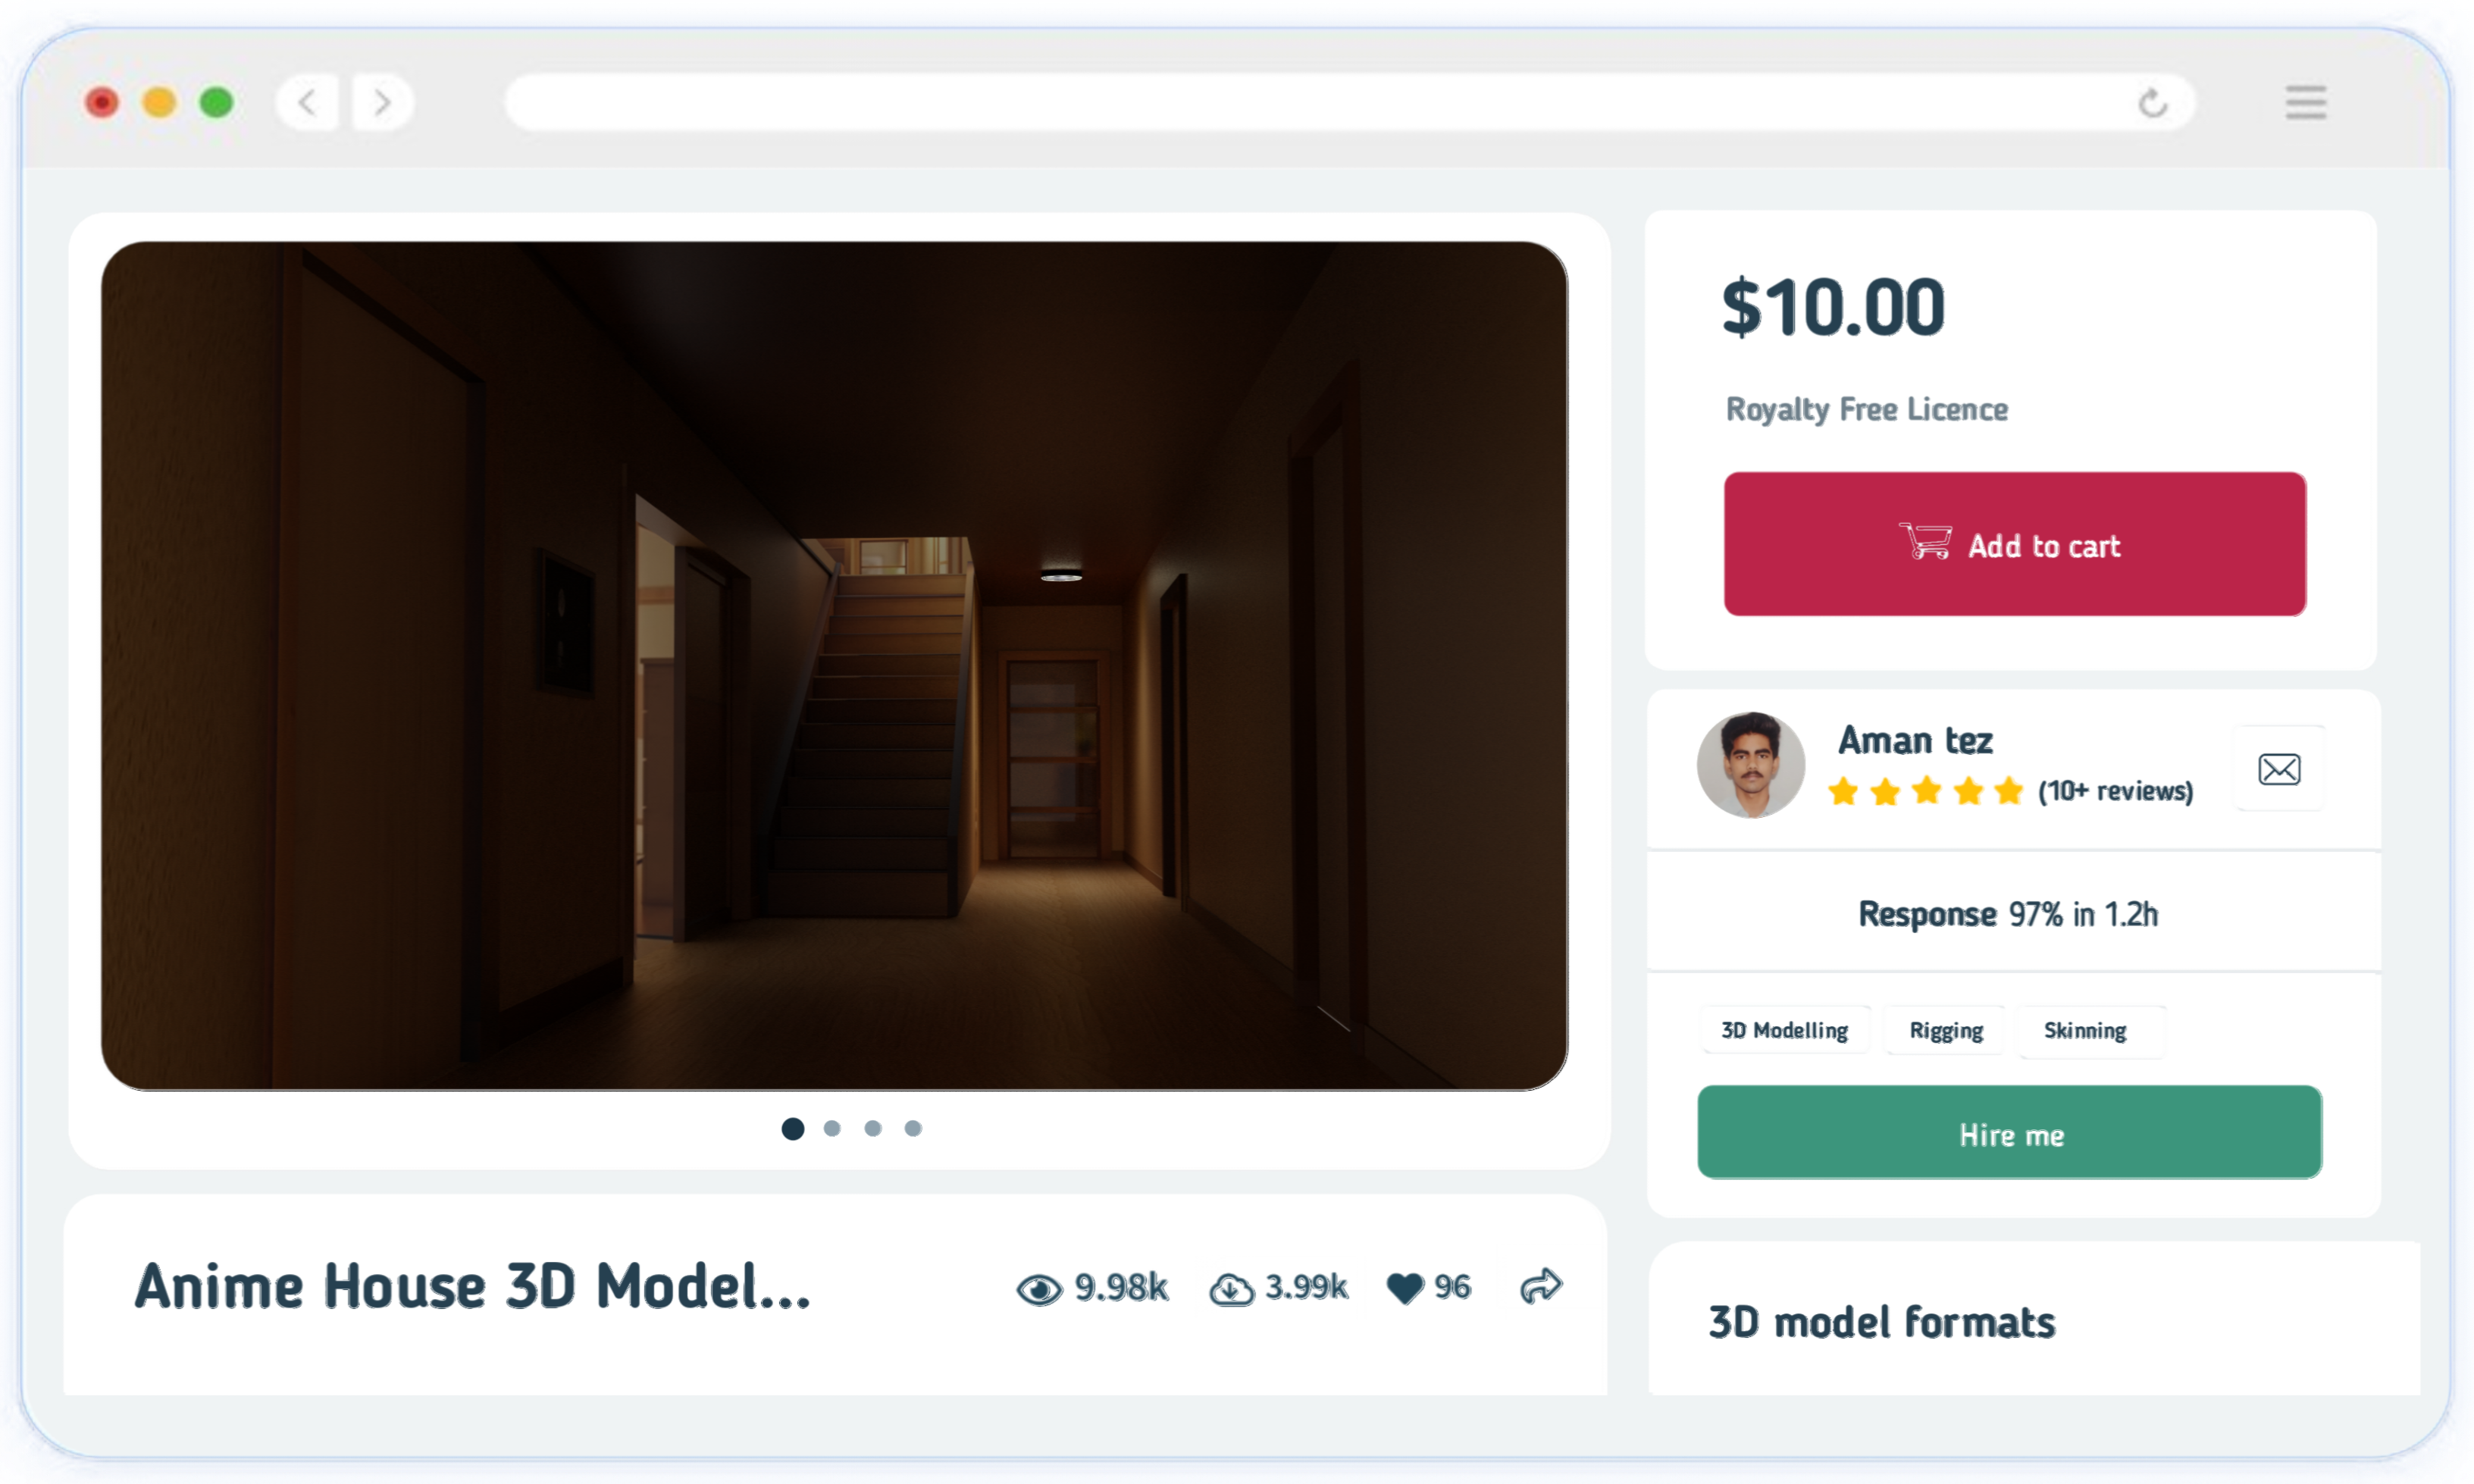 $10.00
Royalty Free Licence
Add to cart
Aman tez
(10+ reviews)
Response 97% in 1.2h
3D Modelling Rigging Skinning
Hire me
Anime House 3D Model... 9.98k 3.99k 96
3D model formats